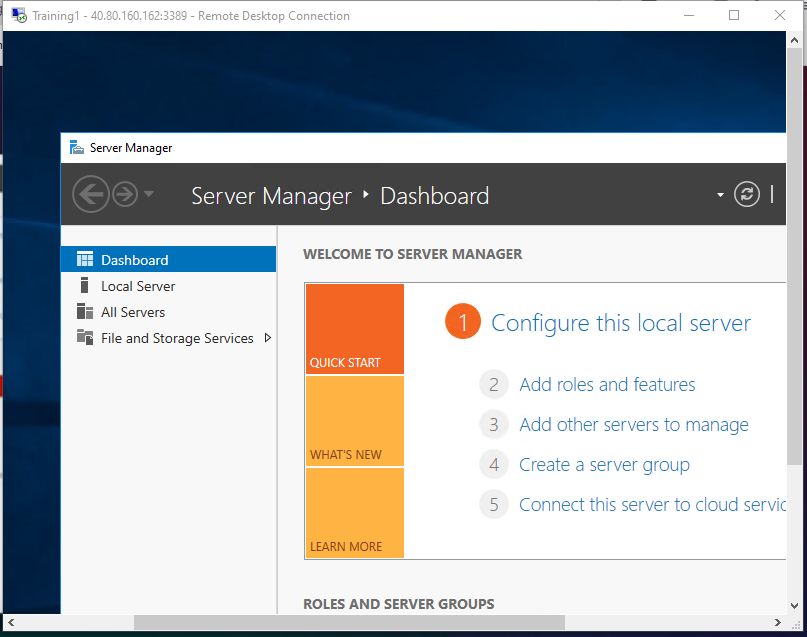 Training1 - 40.80.160.162:3389 - Remote Desktop Connection
Server Manager
Server Manager
Dashboard
Dashboard
Local Server
All Servers
File and Storage Services
WELCOME TO SERVER MANAGER
QUICK START
WHAT'S NEW
LEARN MORE
1 Configure this local server
2 Add roles and features
3 Add other servers to manage
4 Create a server group
5 Connect this server to cloud servic
ROLES AND SERVER GROUPS